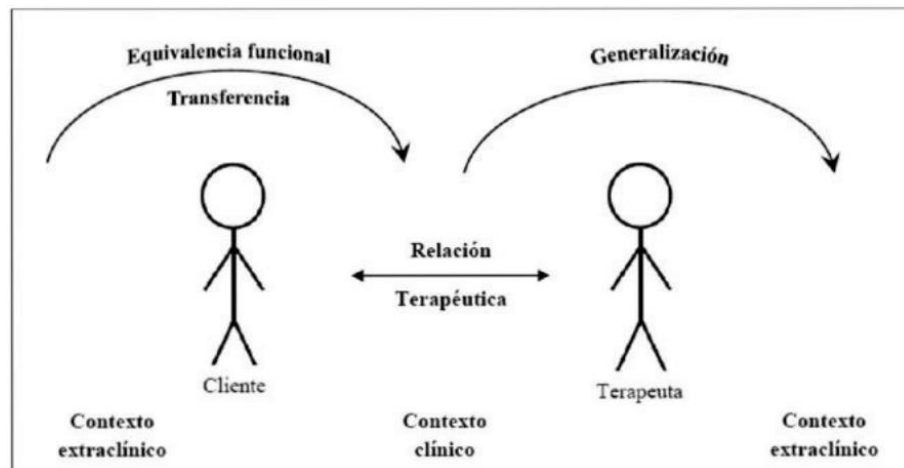 Equivalencia funcional
Transferencia
Generalización
Relación
Terapéutica
Cliente
Terapeuta
Contexto
extraclínico
Contexto
clínico
Contexto
extraclínico